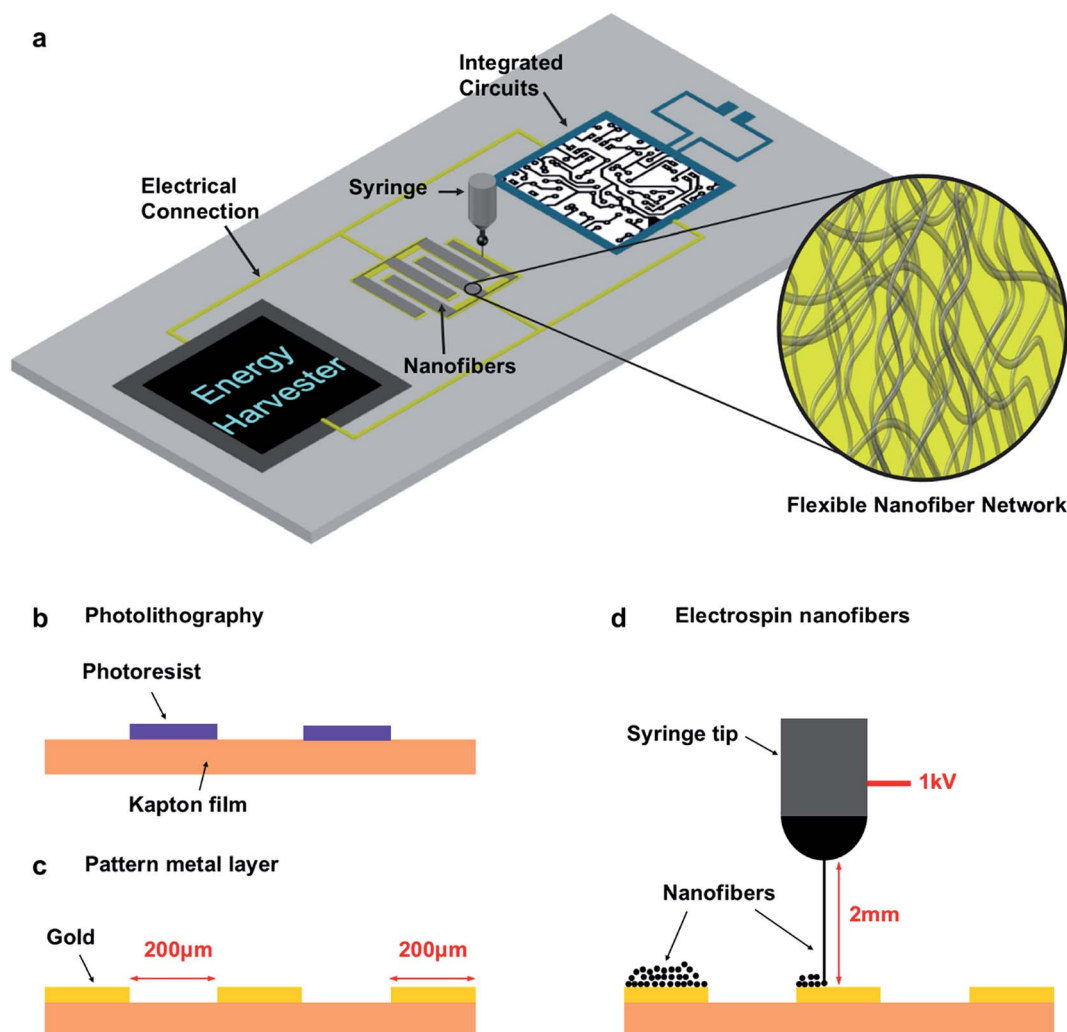 a
Integrated
Circuits
Syringe
Electrical
Connection
Nanofibers
Energy
Harvester
Flexible Nanofiber Network
b Photolithography
Photoresist
Kapton film
c Pattern metal layer
Gold
200μm
200μm
d Electrospin nanofibers
Syringe tip
1kV
Nanofibers
2mm